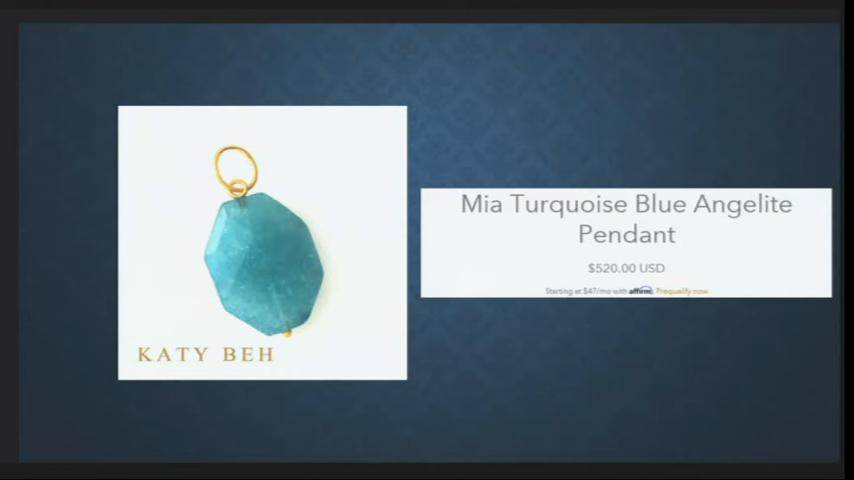 KATY BEH
Mia Turquoise Blue Angelite
Pendant
$520.00 USD
Starting at $47/mo with affirm. Prequalify now